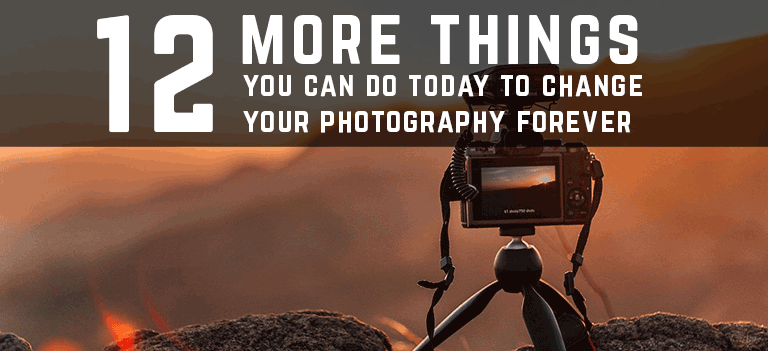 12 MORE THINGS
YOU CAN DO TODAY TO CHANGE
YOUR PHOTOGRAPHY FOREVER